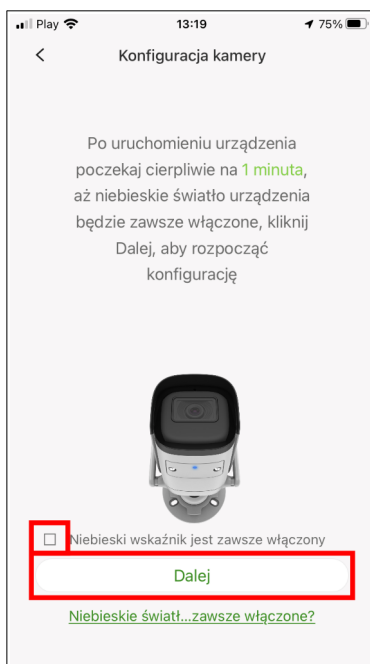 Play 13:19 75%
Konfiguracja kamery
Po uruchomieniu urządzenia
poczekaj cierpliwie na 1 minuta,
aż niebieskie światło urządzenia
będzie zawsze włączone, kliknij
Dalej, aby rozpocząć
konfigurację
Niebieski wskaźnik jest zawsze włączony
Dalej
Niebieskie światł...zawsze włączone?